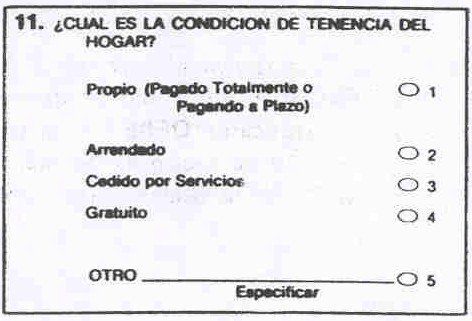 11. ¿CUAL ES LA CONDICION DE TENENCIA DEL
HOGAR?
Propio (Pagado Totalmente o 1
Pagando a Plazo)
Arrendado 2
Cedido por Servicios 3
Gratuito 4
OTRO 5
Especificar